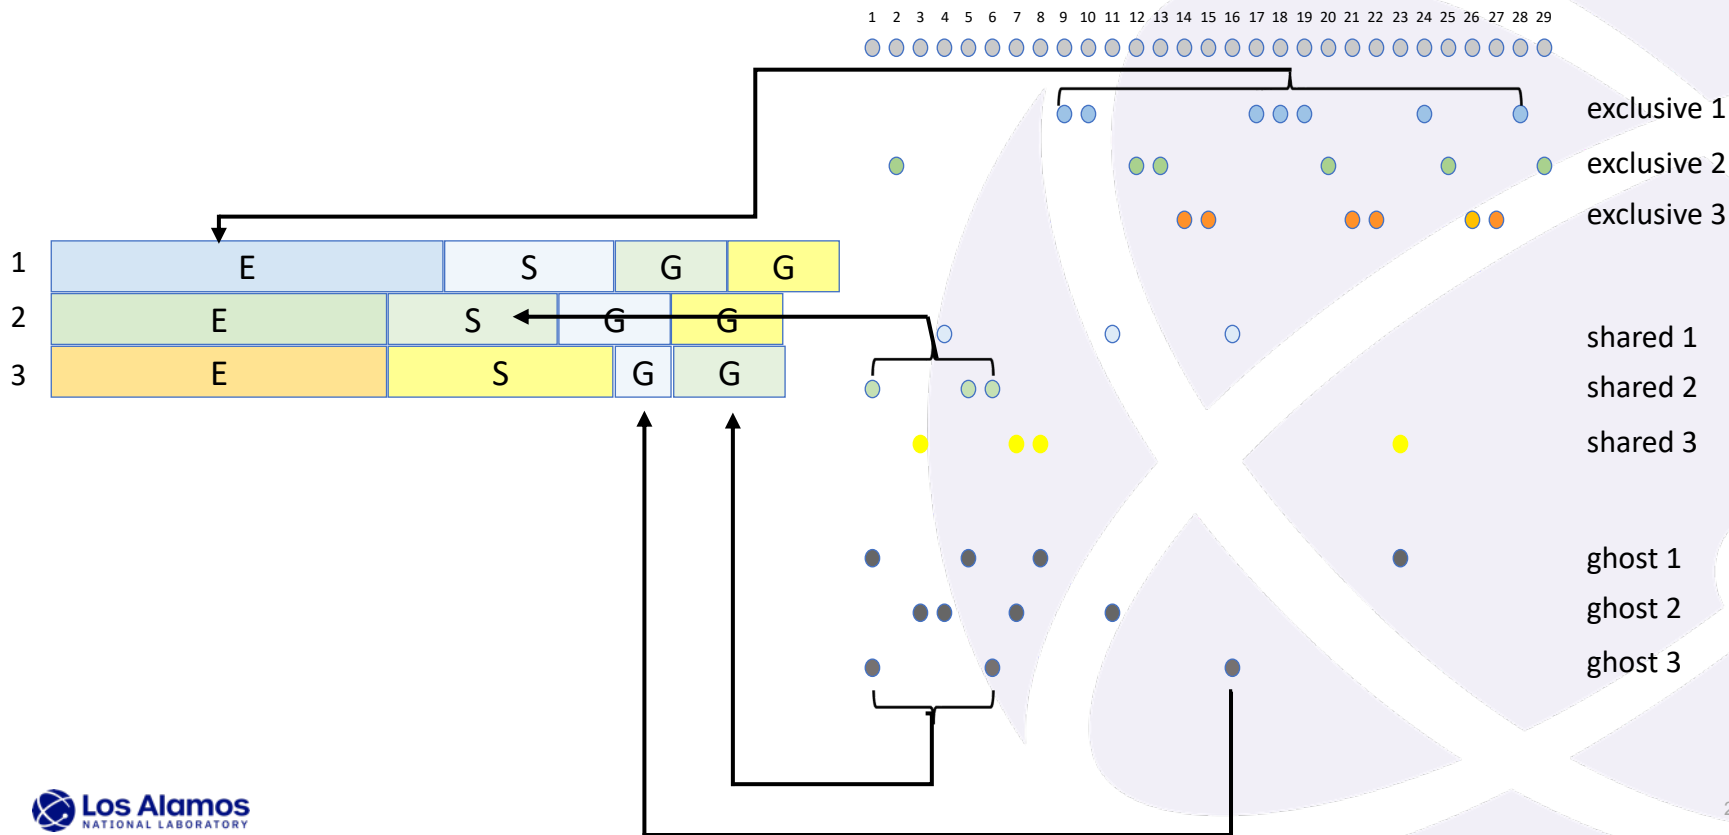 1 2 3 4 5 6 7 8 9 10 11 12 13 14 15 16 17 18 19 20 21 22 23 24 25 26 27 28 29
exclusive 1
exclusive 2
exclusive 3
1 E S G G
2 E S G G
3 E S G G
shared 1
shared 2
shared 3
ghost 1
ghost 2
ghost 3
Los Alamos
NATIONAL LABORATORY